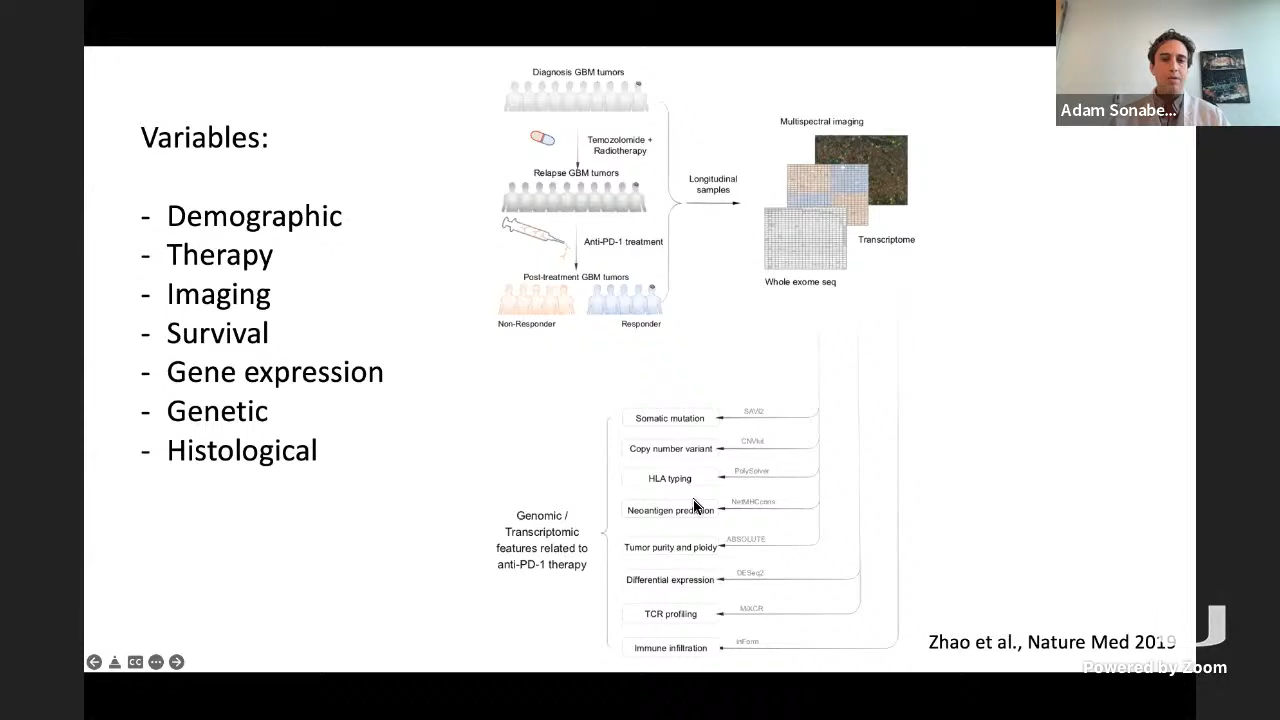 Adam Sonabe...
Variables:
- Demographic
- Therapy
- Imaging
- Survival
- Gene expression
- Genetic
- Histological
Diagnosis GBM tumors
Temozolomide +
Radiotherapy
Relapse GBM tumors
Anti-PD-1 treatment
Post-treatment GBM tumors
Non-Responder
Responder
Longitudinal
samples
Multispectral imaging
Transcriptome
Whole exome seq
Genomic /
Transcriptomic
features related to
anti-PD-1 therapy
Somatic mutation
SAVI2
Copy number variant
CNVkit
HLA typing
PolySolver
Neoantigen prediction
NetMHCcons
Tumor purity and ploidy
ABSOLUTE
Differential expression
DESeq2
TCR profiling
MiXCR
Immune infiltration
inForm
Zhao et al., Nature Med 2019
CC
Powered by Zoom